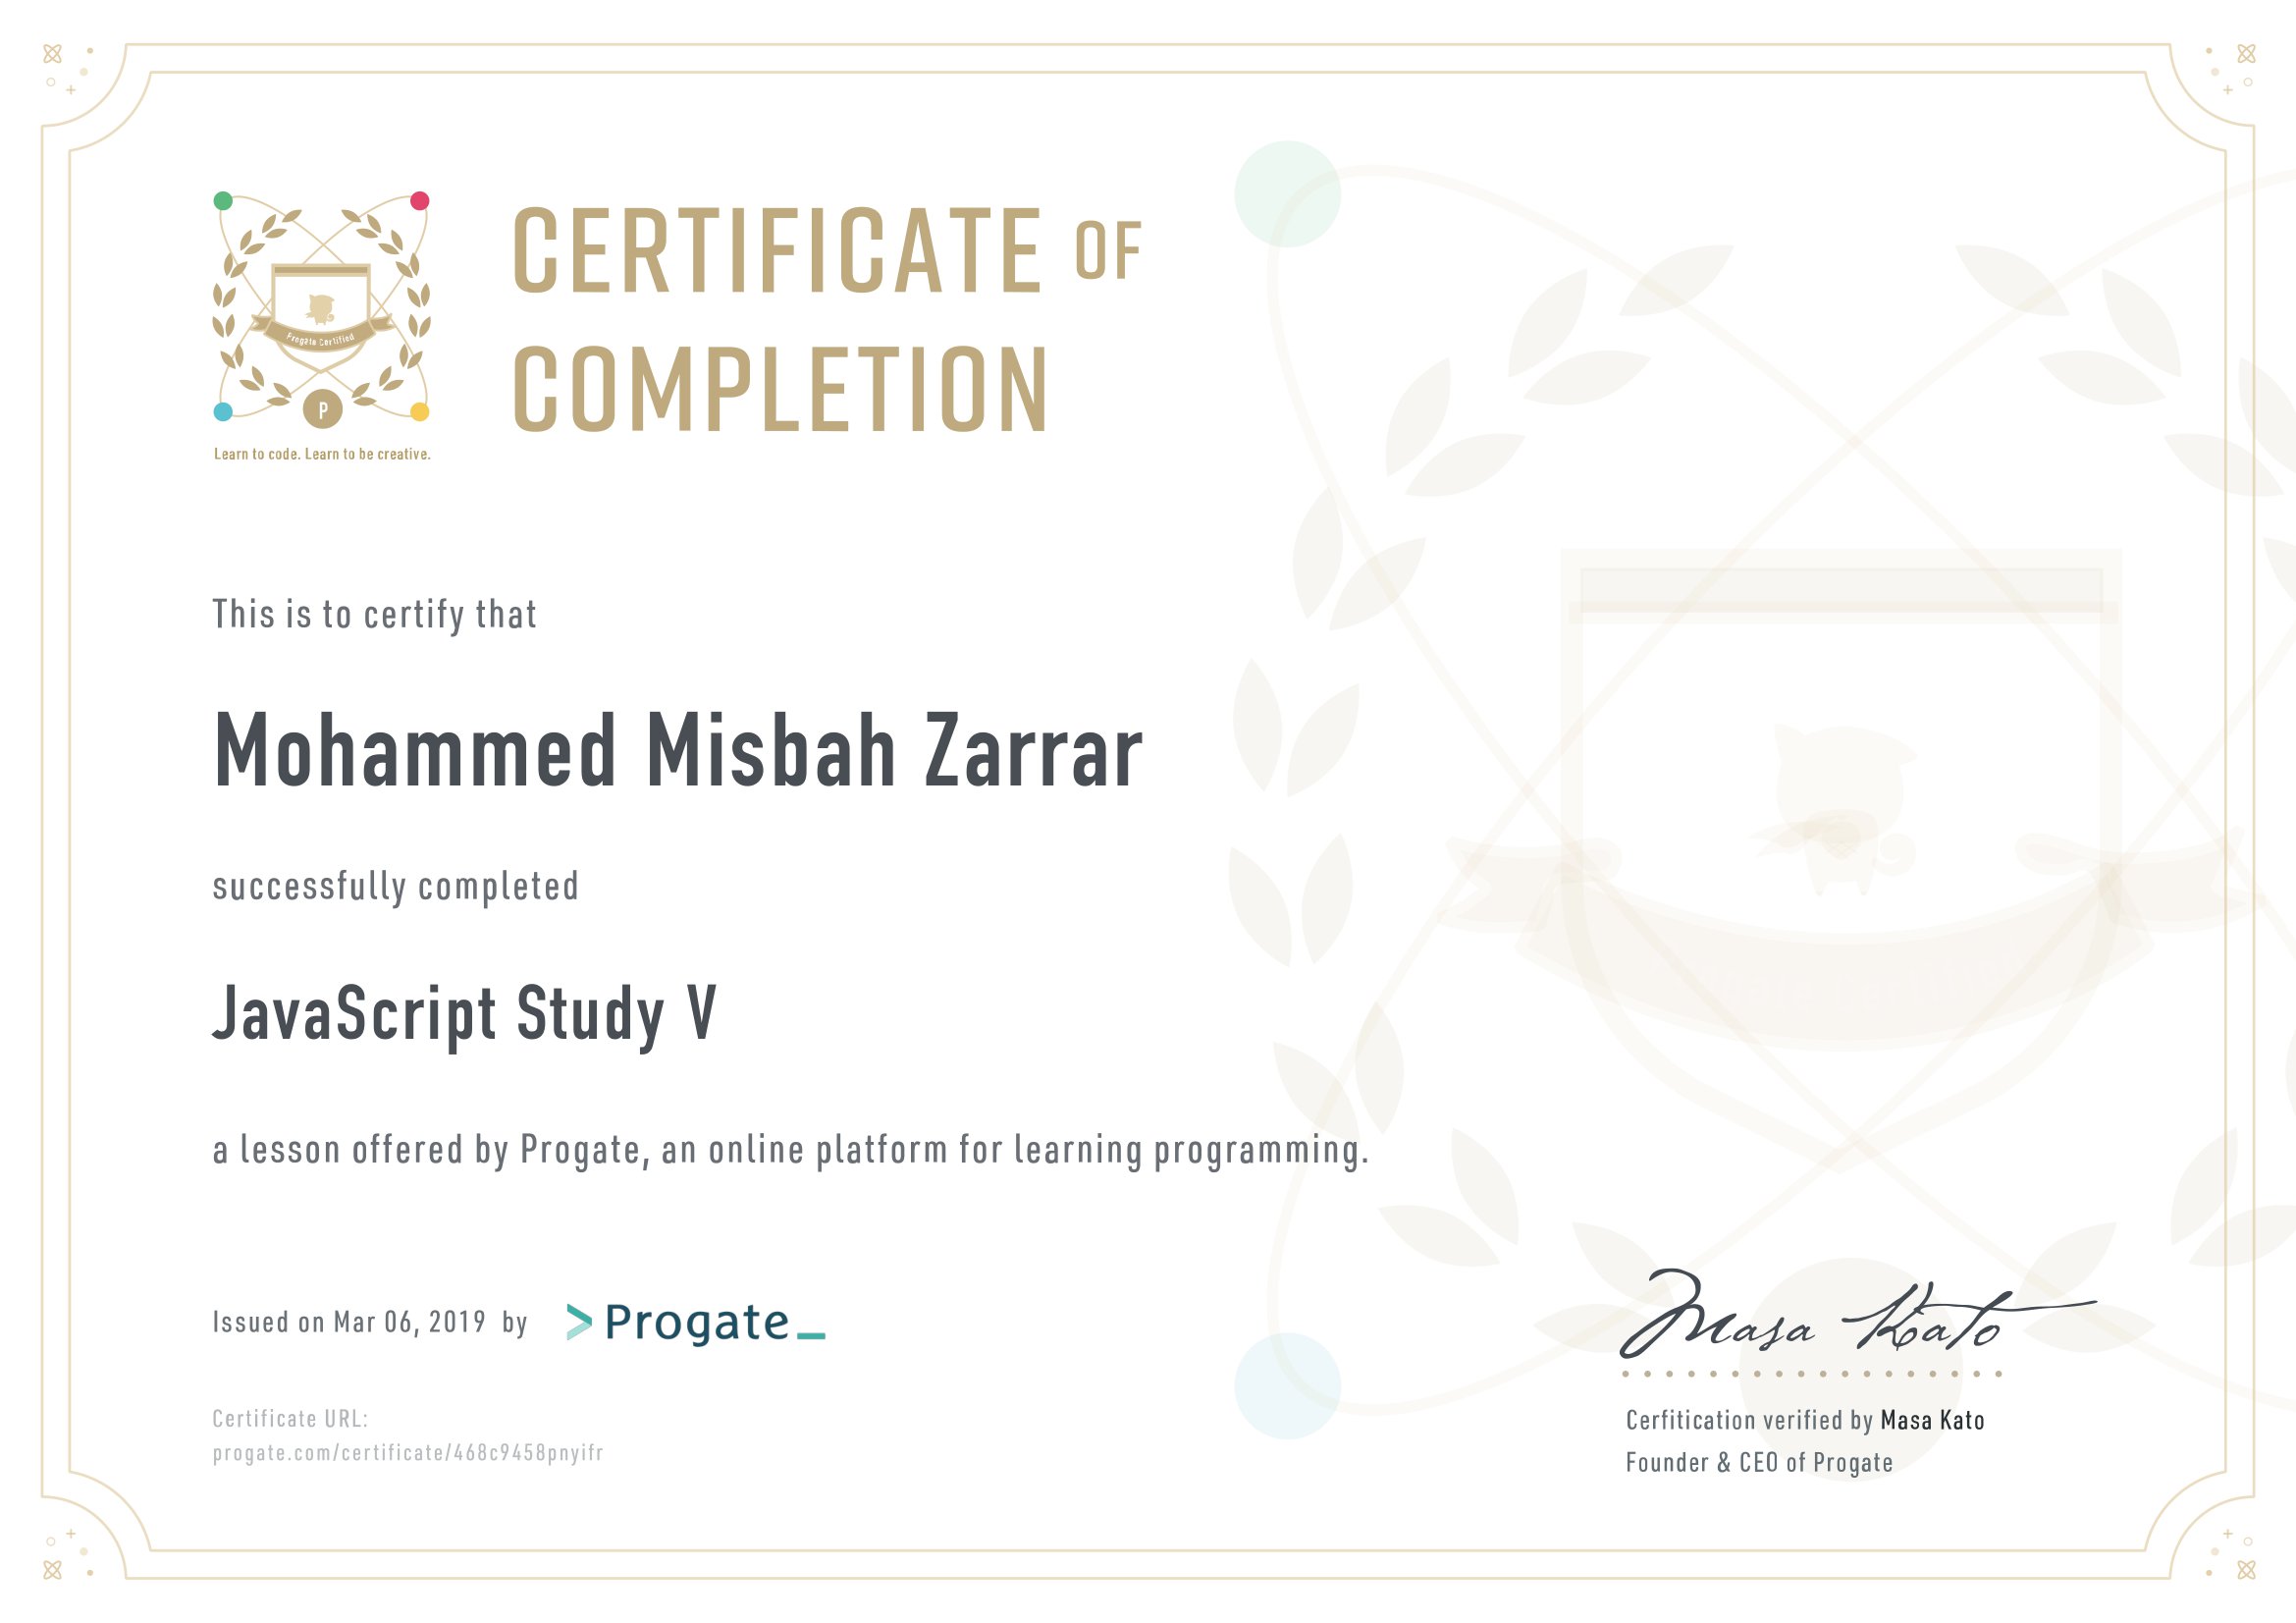 CERTIFICATE OF
COMPLETION
Progate Certified
P
Learn to code. Learn to be creative.
This is to certify that
Mohammed Misbah Zarrar
successfully completed
JavaScript Study V
a lesson offered by Progate, an online platform for learning programming.
Issued on Mar 06, 2019 by Progate
Masa Kato
Certificate URL:
progate.com/certificate/468c9458pnyifr
Cerfitication verified by Masa Kato
Founder & CEO of Progate